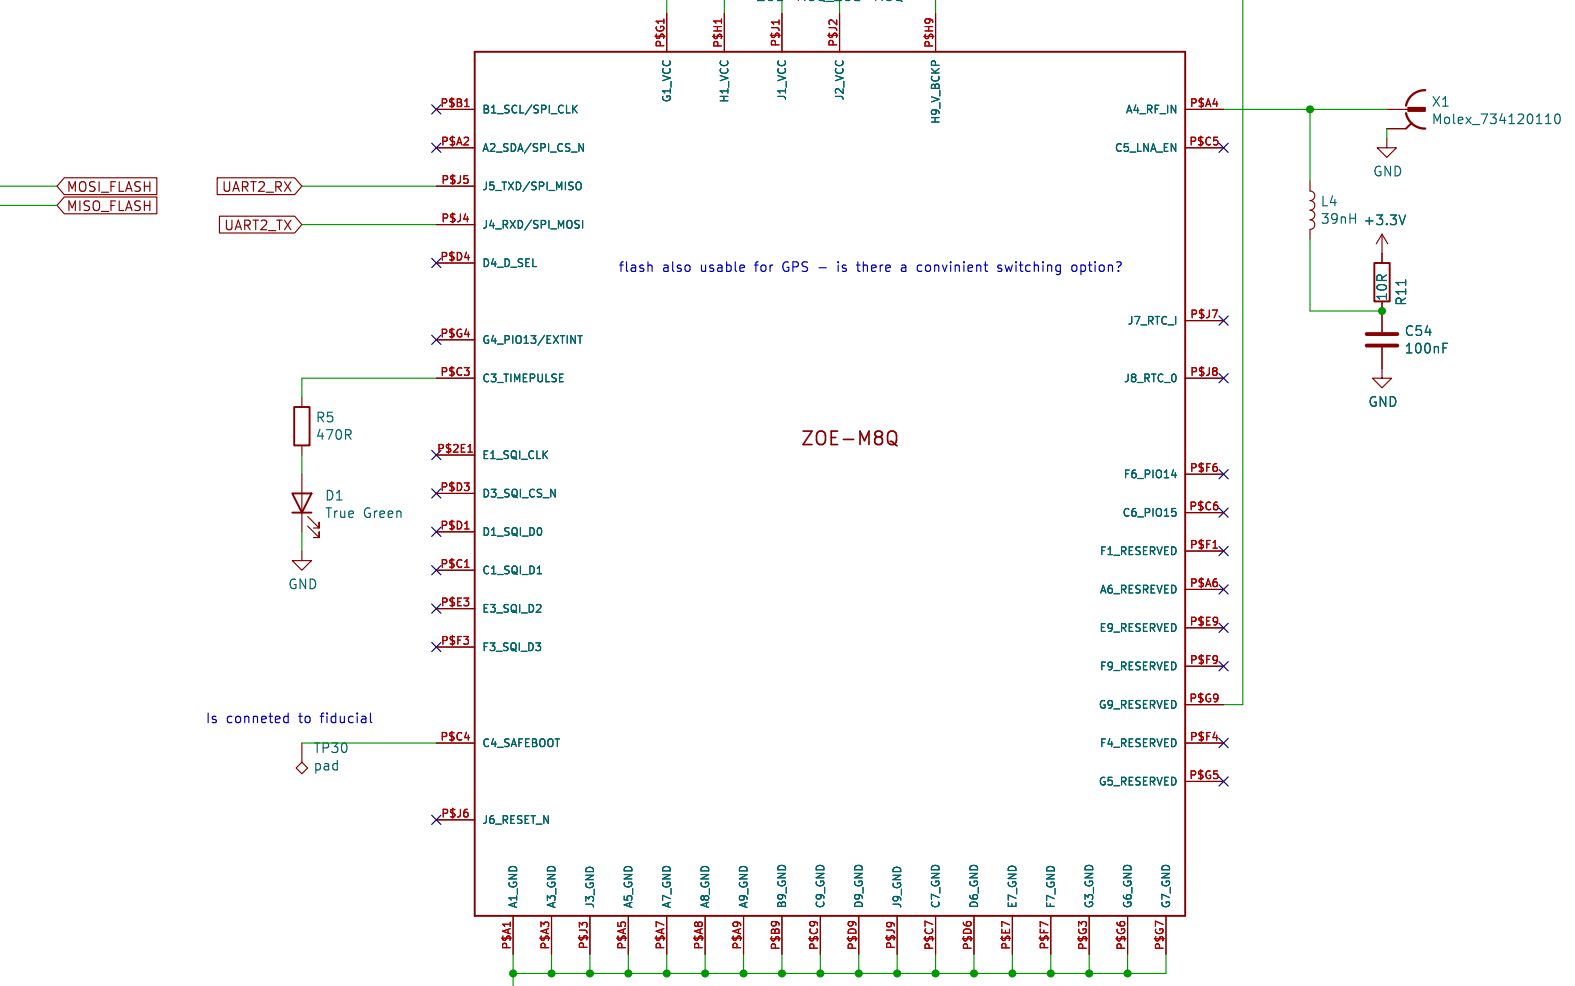 P$G1
P$H1
P$J1
P$J2
P$H9
G1_VCC
H1_VCC
J1_VCC
J2_VCC
H9_V_BCKP
P$B1
B1_SCL/SPI_CLK
P$A2
A2_SDA/SPI_CS_N
MOSI_FLASH
MISO_FLASH
UART2_RX
P$J5
J5_TXD/SPI_MISO
UART2_TX
P$J4
J4_RXD/SPI_MOSI
P$D4
D4_D_SEL
flash also usable for GPS – is there a convinient switching option?
P$G4
G4_PIO13/EXTINT
P$C3
C3_TIMEPULSE
R5
470R
P$2E1
E1_SQI_CLK
P$D3
D3_SQI_CS_N
D1
True Green
P$D1
D1_SQI_D0
P$C1
C1_SQI_D1
GND
P$E3
E3_SQI_D2
P$F3
F3_SQI_D3
Is conneted to fiducial
TP30
pad
P$C4
C4_SAFEBOOT
P$J6
J6_RESET_N
ZOE-M8Q
A4_RF_IN
P$A4
C5_LNA_EN
P$C5
X1
Molex_734120110
GND
L4
39nH
+3.3V
10R
R11
C54
100nF
GND
J7_RTC_I
P$J7
J8_RTC_O
P$J8
F6_PIO14
P$F6
C6_PIO15
P$C6
F1_RESERVED
P$F1
A6_RESREVED
P$A6
E9_RESERVED
P$E9
F9_RESERVED
P$F9
G9_RESERVED
P$G9
F4_RESERVED
P$F4
G5_RESERVED
P$G5
A1_GND
A3_GND
J3_GND
A5_GND
A7_GND
A8_GND
A9_GND
B9_GND
C9_GND
D9_GND
J9_GND
C7_GND
D6_GND
E7_GND
F7_GND
G3_GND
G6_GND
G7_GND
P$A1
P$A3
P$J3
P$A5
P$A7
P$A8
P$A9
P$B9
P$C9
P$D9
P$J9
P$C7
P$D6
P$E7
P$F7
P$G3
P$G6
P$G7